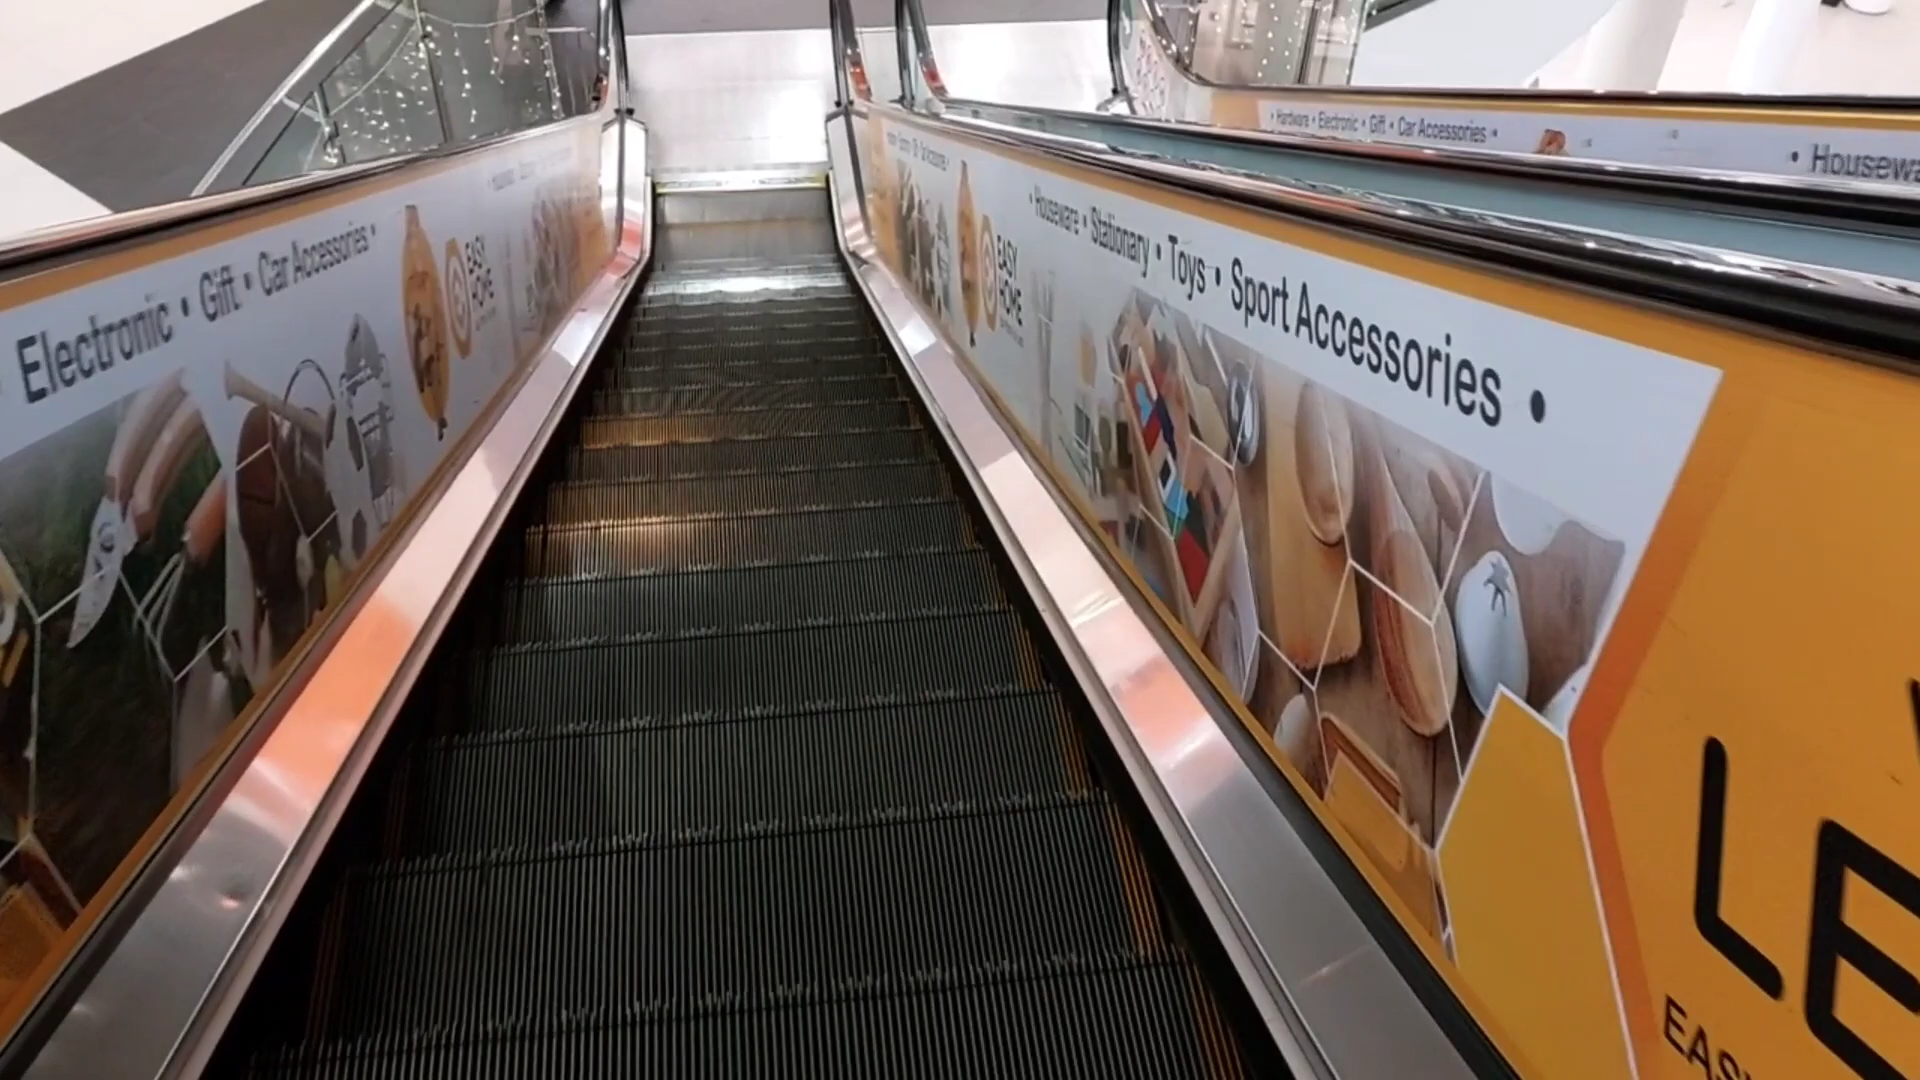 • Hardware • Electronic • Gift • Car Accessories •
• Housewa
• Houseware • Stationary • Toys • Sport Accessories •
Electronic • Gift • Car Accessories •
EASY
HOME
EASY
HOME
LE
EAS